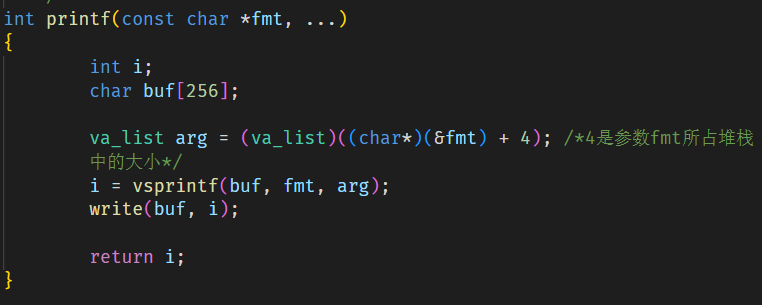 int printf(const char *fmt, ...)
{
        int i;
        char buf[256];

        va_list arg = (va_list)((char*)(&fmt) + 4); /*4是参数fmt所占堆栈
        中的大小*/
        i = vsprintf(buf, fmt, arg);
        write(buf, i);

        return i;
}